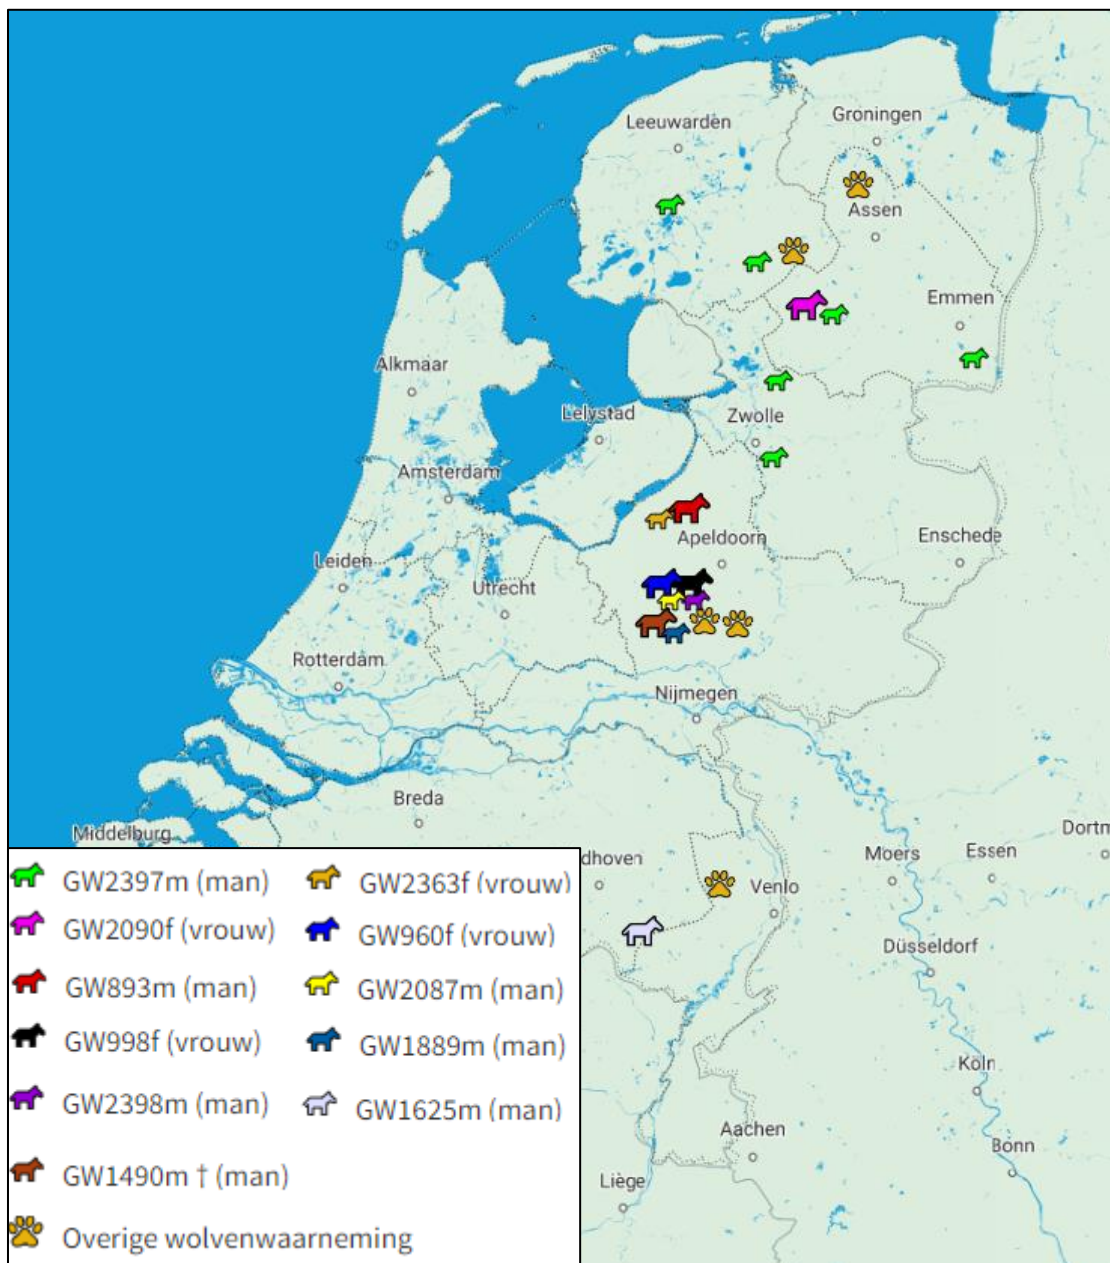 Groningen
Leeuwarden
Assen
Emmen
Alkmaar
Lelystad
Zwolle
Amsterdam
Apeldoorn
Enschede
Leiden
Utrecht
Rotterdam
Nijmegen
Breda
Middelburg
Dortm
dhoven
Moers
Essen
Venlo
Düsseldorf
Köln
Aachen
Bonn
Liège
GW2397m (man)
GW2363f (vrouw)
GW2090f (vrouw)
GW960f (vrouw)
GW893m (man)
GW2087m (man)
GW998f (vrouw)
GW1889m (man)
GW2398m (man)
GW1625m (man)
GW1490m † (man)
Overige wolvenwaarneming